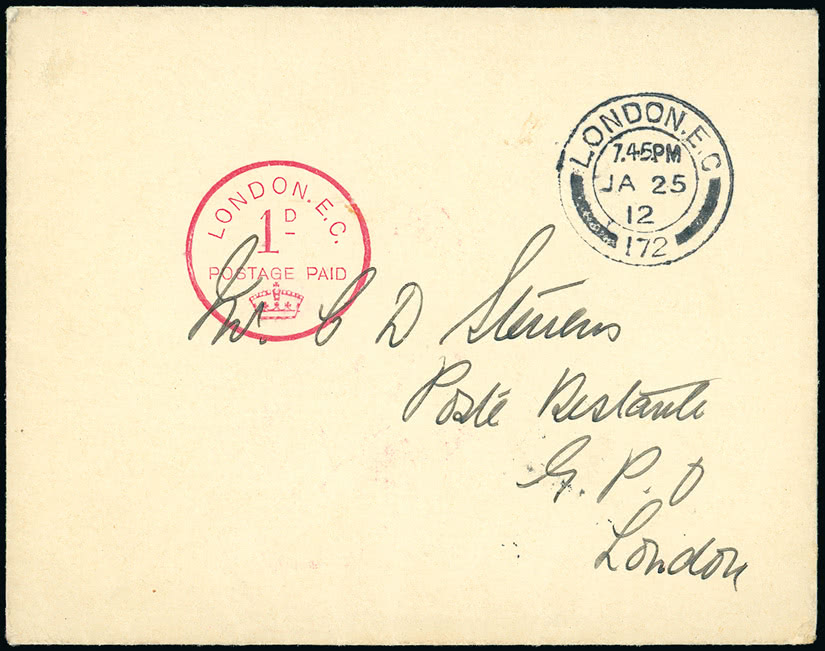 LONDON.E.C
7.45PM
JA 25
12
172
LONDON.E.C.
1D
POSTAGE PAID
Mr. C D Stevens
Poste Restante
G.P.O
London